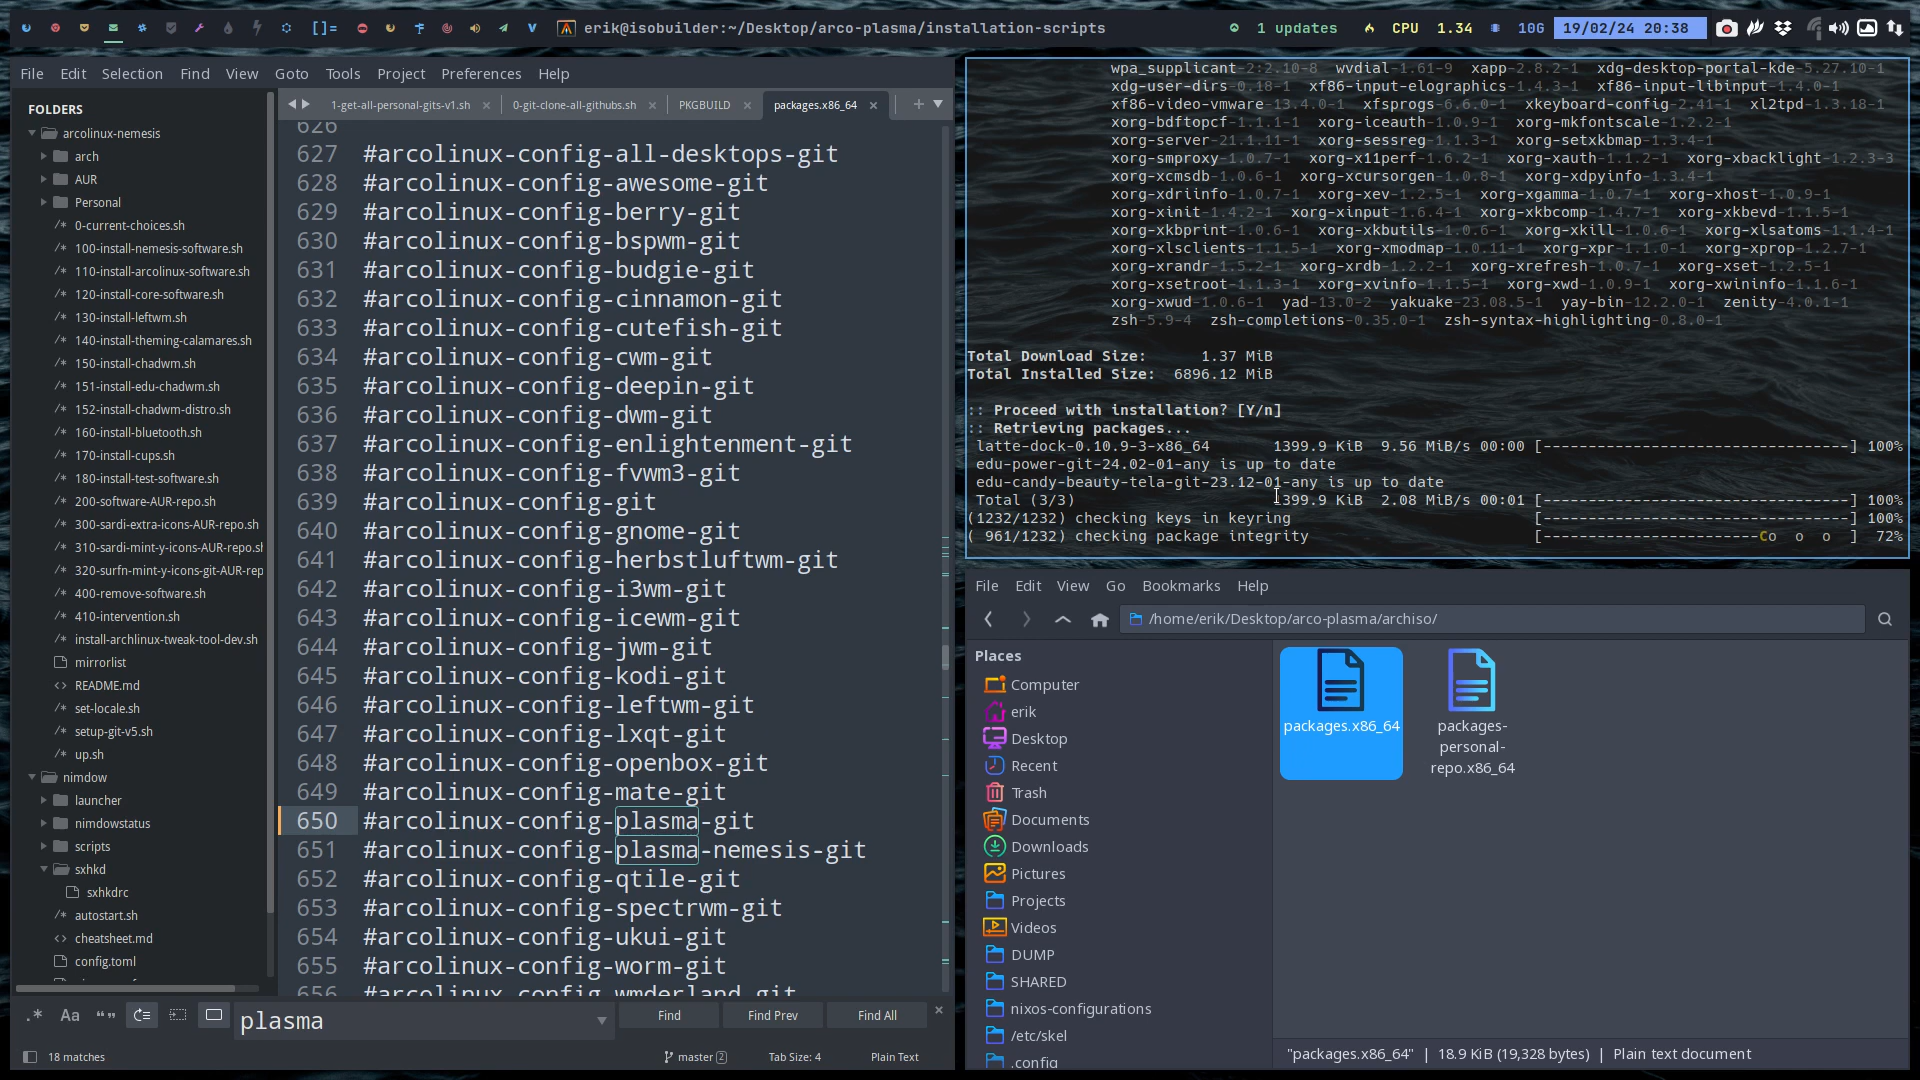 []=
erik@isobuilder:~/Desktop/arco-plasma/installation-scripts
1 updates
CPU 1.34
10G
19/02/24 20:38
File Edit Selection Find View Goto Tools Project Preferences Help
FOLDERS
arcolinux-nemesis
arch
AUR
Personal
/* 0-current-choices.sh
/* 100-install-nemesis-software.sh
/* 110-install-arcolinux-software.sh
/* 120-install-core-software.sh
/* 130-install-leftwm.sh
/* 140-install-theming-calamares.sh
/* 150-install-chadwm.sh
/* 151-install-edu-chadwm.sh
/* 152-install-chadwm-distro.sh
/* 160-install-bluetooth.sh
/* 170-install-cups.sh
/* 180-install-test-software.sh
/* 200-software-AUR-repo.sh
/* 300-sardi-extra-icons-AUR-repo.sh
/* 310-sardi-mint-y-icons-AUR-repo.sl
/* 320-surfn-mint-y-icons-git-AUR-rep
/* 400-remove-software.sh
/* 410-intervention.sh
/* install-archlinux-tweak-tool-dev.sh
mirrorlist
<> README.md
/* set-locale.sh
/* setup-git-v5.sh
/* up.sh
nimdow
launcher
nimdowstatus
scripts
sxhkd
sxhkdrc
/* autostart.sh
<> cheatsheet.md
config.toml
1-get-all-personal-gits-v1.sh × 0-git-clone-all-githubs.sh × PKGBUILD × packages.x86_64 × +
626
627 #arcolinux-config-all-desktops-git
628 #arcolinux-config-awesome-git
629 #arcolinux-config-berry-git
630 #arcolinux-config-bspwm-git
631 #arcolinux-config-budgie-git
632 #arcolinux-config-cinnamon-git
633 #arcolinux-config-cutefish-git
634 #arcolinux-config-cwm-git
635 #arcolinux-config-deepin-git
636 #arcolinux-config-dwm-git
637 #arcolinux-config-enlightenment-git
638 #arcolinux-config-fvwm3-git
639 #arcolinux-config-git
640 #arcolinux-config-gnome-git
641 #arcolinux-config-herbstluftwm-git
642 #arcolinux-config-i3wm-git
643 #arcolinux-config-icewm-git
644 #arcolinux-config-jwm-git
645 #arcolinux-config-kodi-git
646 #arcolinux-config-leftwm-git
647 #arcolinux-config-lxqt-git
648 #arcolinux-config-openbox-git
649 #arcolinux-config-mate-git
650 #arcolinux-config-plasma-git
651 #arcolinux-config-plasma-nemesis-git
652 #arcolinux-config-qtile-git
653 #arcolinux-config-spectrwm-git
654 #arcolinux-config-ukui-git
655 #arcolinux-config-worm-git
656 #arcolinux-config-wmderland-git
.* Aa “” plasma Find Find Prev Find All ×
18 matches master 2 Tab Size: 4 Plain Text
wpa_supplicant-2:2.10-8 wvdial-1.61-9 xapp-2.8.2-1 xdg-desktop-portal-kde-5.27.10-1
xdg-user-dirs-0.18-1 xf86-input-elographics-1.4.3-1 xf86-input-libinput-1.4.0-1
xf86-video-vmware-13.4.0-1 xfsprogs-6.6.0-1 xkeyboard-config-2.41-1 xl2tpd-1.3.18-1
xorg-bdftopcf-1.1.1-1 xorg-iceauth-1.0.9-1 xorg-mkfontscale-1.2.2-1
xorg-server-21.1.11-1 xorg-sessreg-1.1.3-1 xorg-setxkbmap-1.3.4-1
xorg-smproxy-1.0.7-1 xorg-x11perf-1.6.2-1 xorg-xauth-1.1.2-1 xorg-xbacklight-1.2.3-3
xorg-xcmsdb-1.0.6-1 xorg-xcursorgen-1.0.8-1 xorg-xdpyinfo-1.3.4-1
xorg-xdriinfo-1.0.7-1 xorg-xev-1.2.5-1 xorg-xgamma-1.0.7-1 xorg-xhost-1.0.9-1
xorg-xinit-1.4.2-1 xorg-xinput-1.6.4-1 xorg-xkbcomp-1.4.7-1 xorg-xkbevd-1.1.5-1
xorg-xkbprint-1.0.6-1 xorg-xkbutils-1.0.6-1 xorg-xkill-1.0.6-1 xorg-xlsatoms-1.1.4-1
xorg-xlsclients-1.1.5-1 xorg-xmodmap-1.0.11-1 xorg-xpr-1.1.0-1 xorg-xprop-1.2.7-1
xorg-xrandr-1.5.2-1 xorg-xrdb-1.2.2-1 xorg-xrefresh-1.0.7-1 xorg-xset-1.2.5-1
xorg-xsetroot-1.1.3-1 xorg-xvinfo-1.1.5-1 xorg-xwd-1.0.9-1 xorg-xwininfo-1.1.6-1
xorg-xwud-1.0.6-1 yad-13.0-2 yakuake-23.08.5-1 yay-bin-12.2.0-1 zenity-4.0.1-1
zsh-5.9-4 zsh-completions-0.35.0-1 zsh-syntax-highlighting-0.8.0-1
Total Download Size: 1.37 MiB
Total Installed Size: 6896.12 MiB
:: Proceed with installation? [Y/n]
:: Retrieving packages...
latte-dock-0.10.9-3-x86_64 1399.9 KiB 9.56 MiB/s 00:00 [-----------------------------------] 100%
edu-power-git-24.02-01-any is up to date
edu-candy-beauty-tela-git-23.12-01-any is up to date
Total (3/3) 1399.9 KiB 2.08 MiB/s 00:01 [-----------------------------------] 100%
(1232/1232) checking keys in keyring [-----------------------------------] 100%
( 961/1232) checking package integrity [------------------------Co o o ] 72%
File Edit View Go Bookmarks Help
/home/erik/Desktop/arco-plasma/archiso/
Places
Computer
erik
Desktop
Recent
Trash
Documents
Downloads
Pictures
Projects
Videos
DUMP
SHARED
nixos-configurations
/etc/skel
.config
packages.x86_64
packages-
personal-
repo.x86_64
"packages.x86_64" | 18.9 KiB (19,328 bytes) | Plain text document